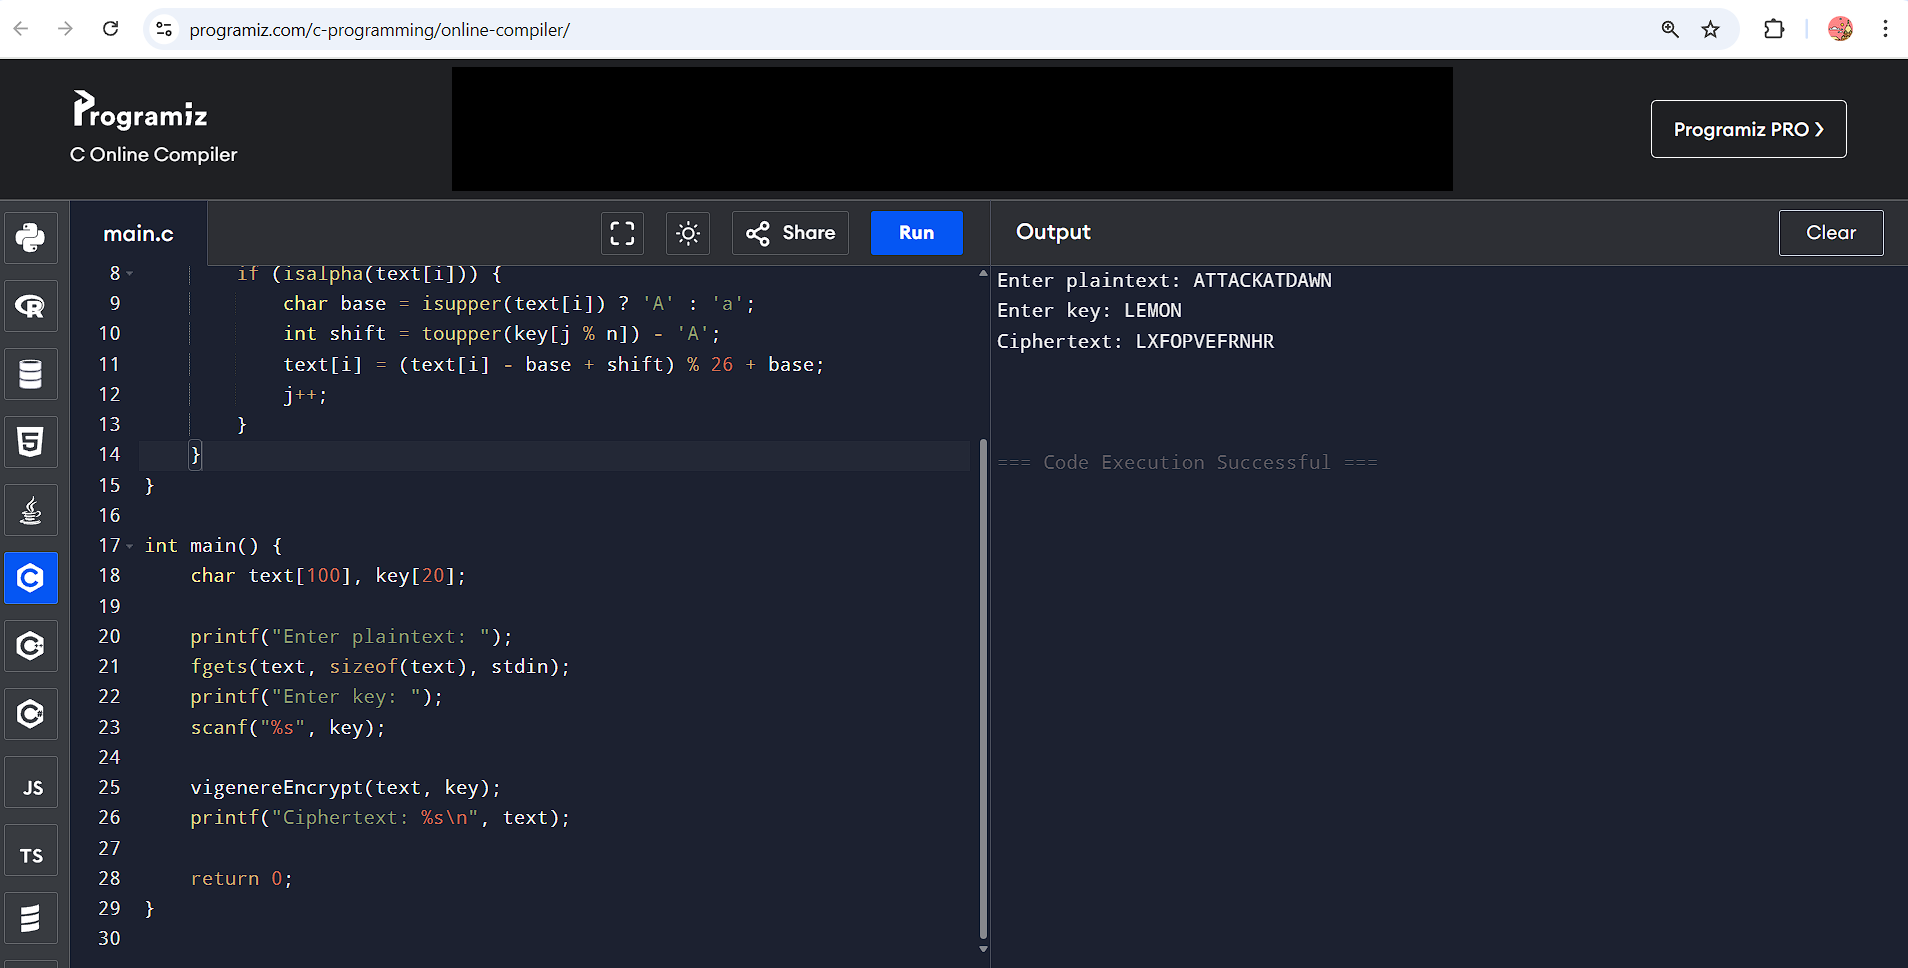 programiz.com/c-programming/online-compiler/
Programiz
C Online Compiler
Programiz PRO ❯
main.c
Share
Run
Output
Clear
8 if (isalpha(text[i])) {
9 char base = isupper(text[i]) ? 'A' : 'a';
10 int shift = toupper(key[j % n]) - 'A';
11 text[i] = (text[i] - base + shift) % 26 + base;
12 j++;
13 }
14 }
15 }
16
17 int main() {
18 char text[100], key[20];
19
20 printf("Enter plaintext: ");
21 fgets(text, sizeof(text), stdin);
22 printf("Enter key: ");
23 scanf("%s", key);
24
25 vigenereEncrypt(text, key);
26 printf("Ciphertext: %s\n", text);
27
28 return 0;
29 }
30
Enter plaintext: ATTACKATDAWN
Enter key: LEMON
Ciphertext: LXFOPVEFRNHR
=== Code Execution Successful ===
R
5
C
C++
C#
JS
TS